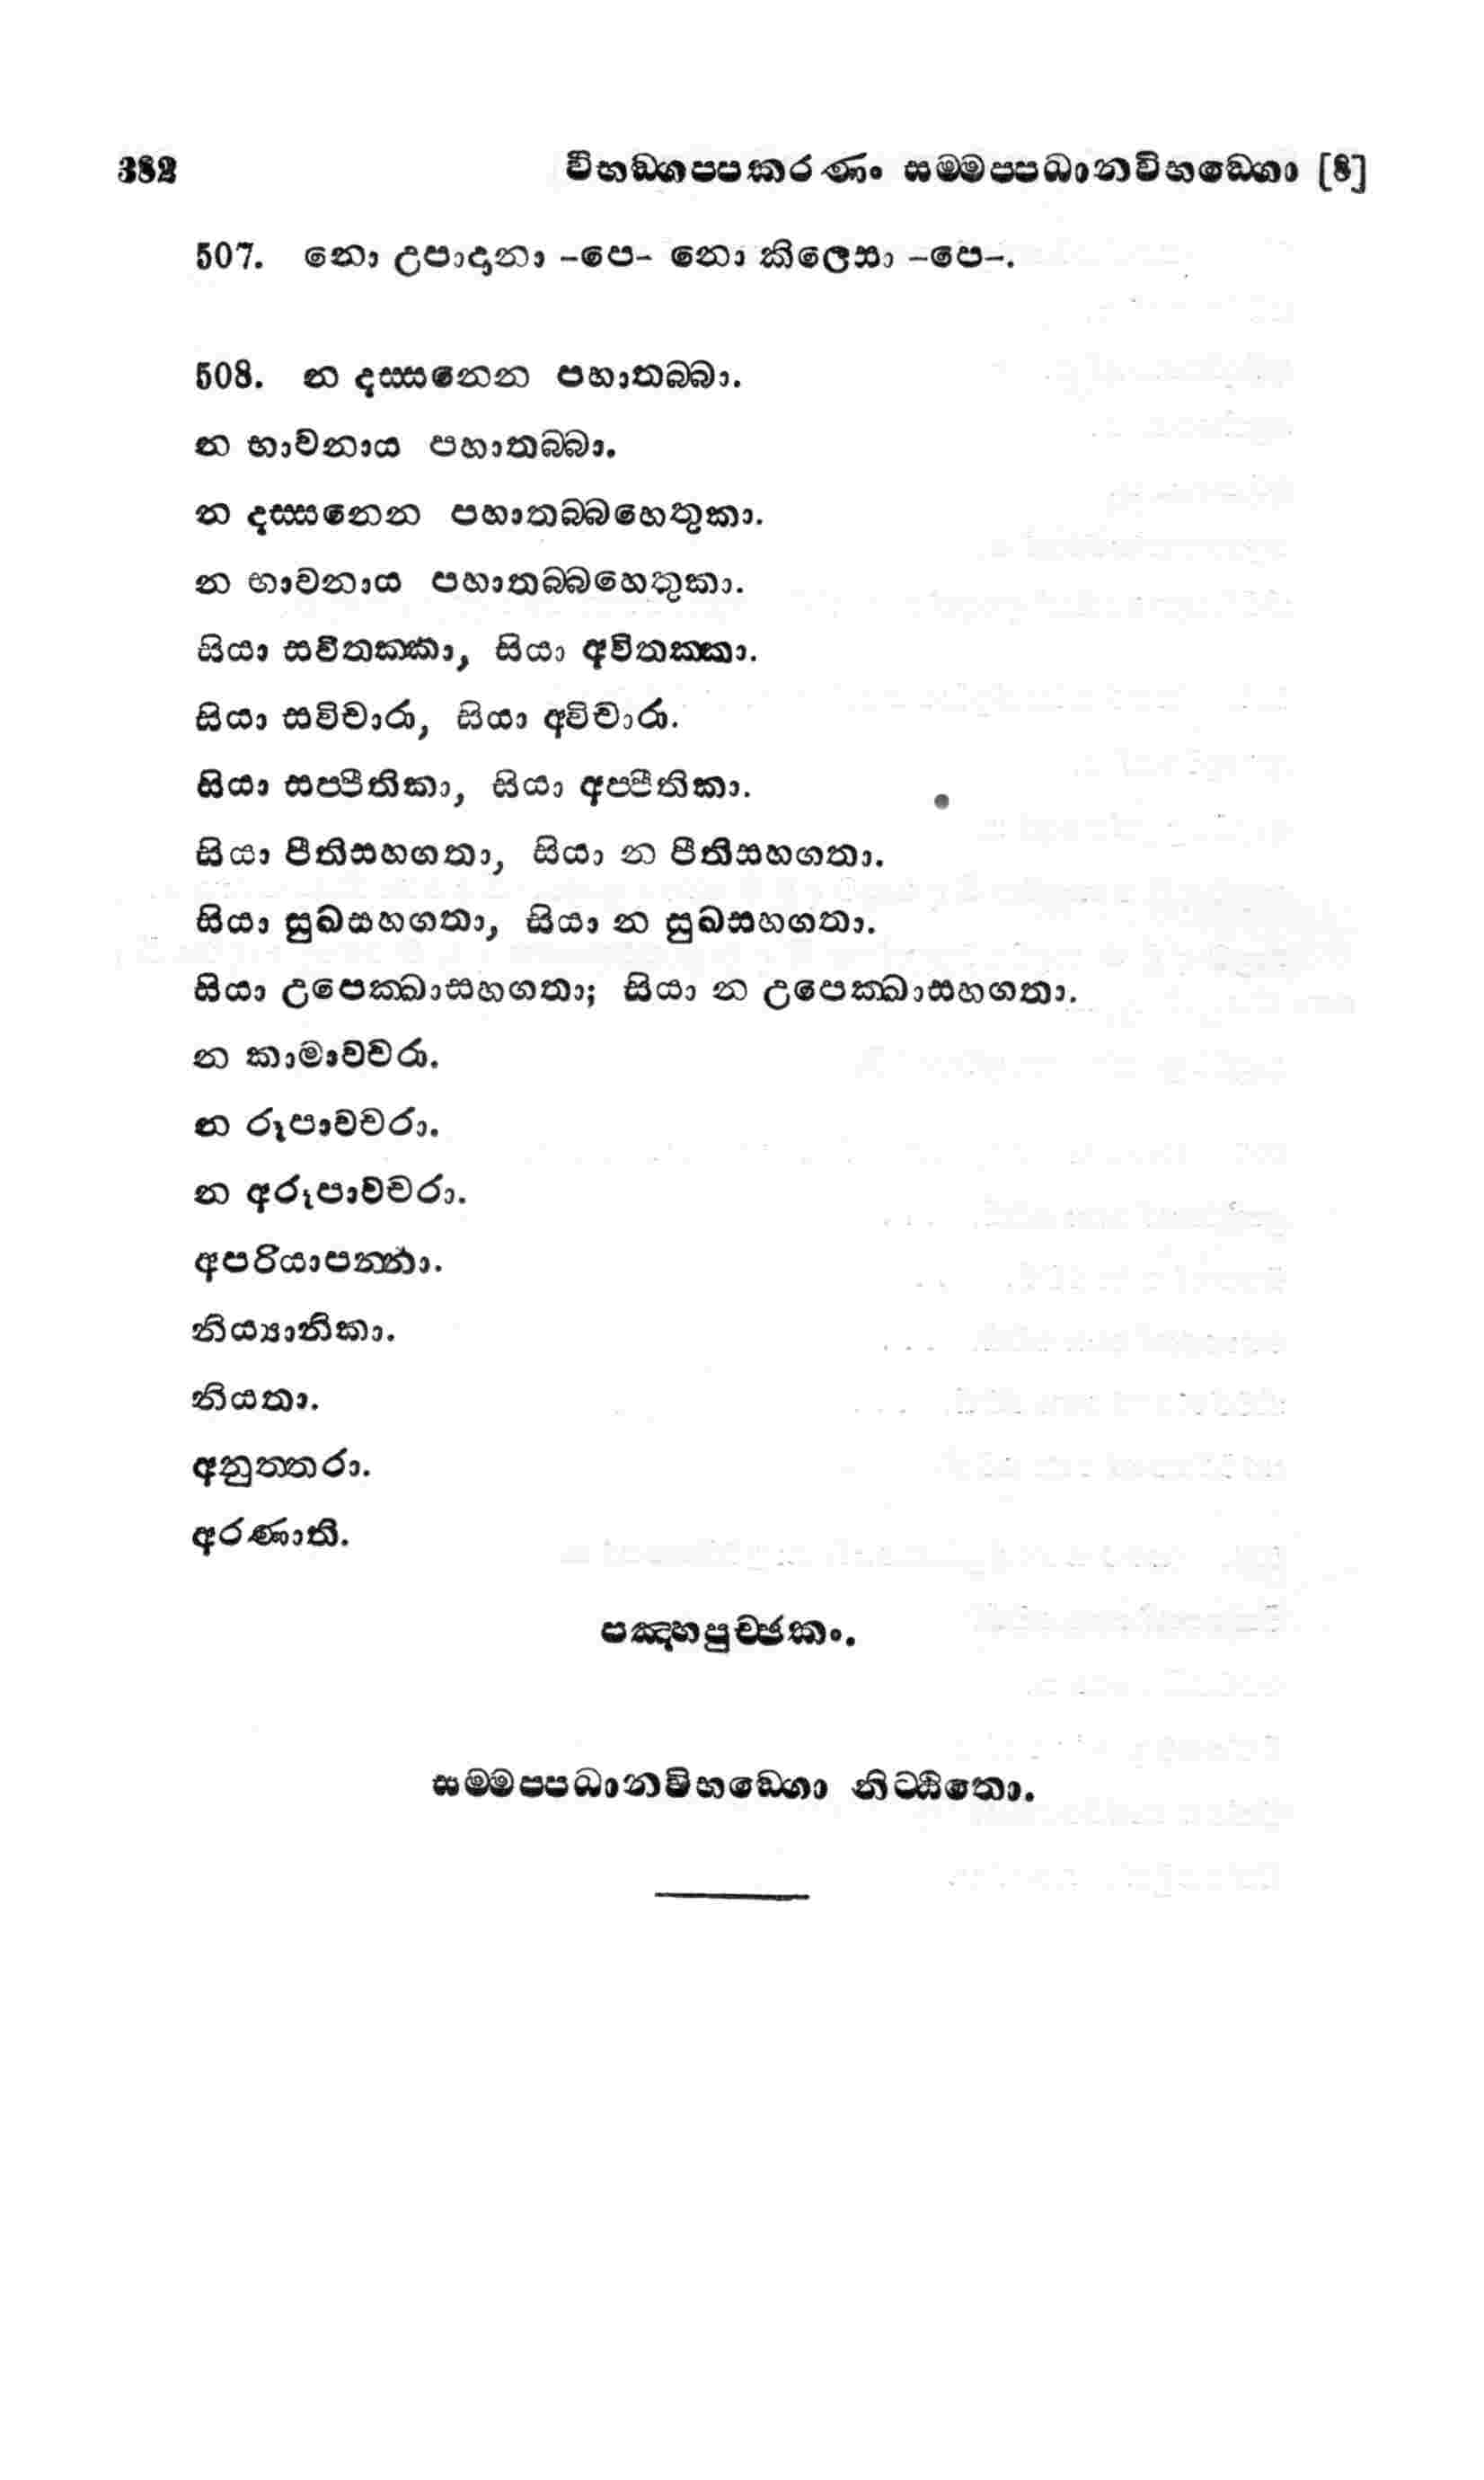 382 විභඞ්ගප්පකරණං සම්මප්පධානවිභඞ්ගො [8]
507. නො උපාදානා -පෙ- නො කිලෙසා -පෙ-.
508. න දස්සනෙන පහාතබ්බා.
න භාවනාය පහාතබ්බා.
න දස්සනෙන පහාතබ්බහෙතුකා.
න භාවනාය පහාතබ්බහෙතුකා.
සියා සවිතක්කා, සියා අවිතක්කා.
සියා සවිචාරා, සියා අවිචාරා.
සියා සප්පීතිකා, සියා අප්පීතිකා.
සියා පීතිසහගතා, සියා න පීතිසහගතා.
සියා සුඛසහගතා, සියා න සුඛසහගතා.
සියා උපෙක්ඛාසහගතා; සියා න උපෙක්ඛාසහගතා.
න කාමාවචරා.
න රූපාවචරා.
න අරූපාවචරා.
අපරියාපන්නා.
නිය්‍යානිකා.
නියතා.
අනුත්තරා.
අරණාති.
පඤ්හපුච්ඡකං.
සම්මප්පධානවිභඞ්ගො නිට්ඨිතො.